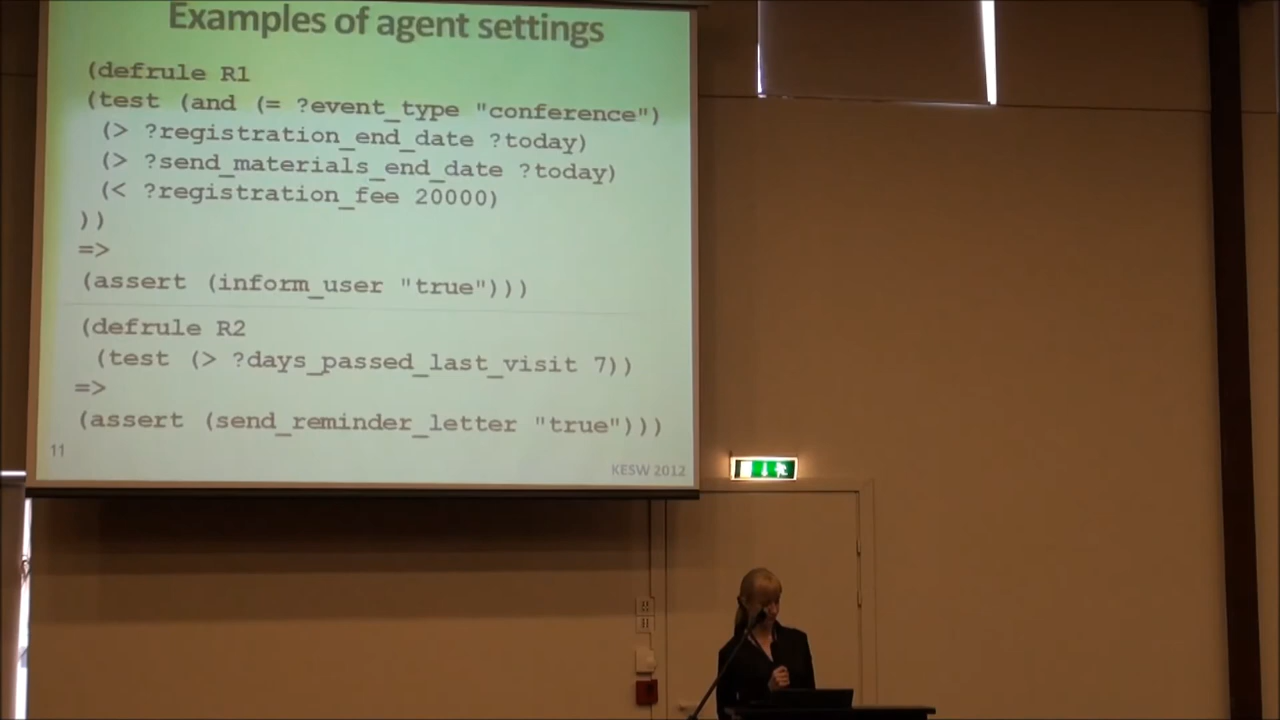 Examples of agent settings
(defrule R1
(test (and (= ?event_type "conference")
(> ?registration_end_date ?today)
(> ?send_materials_end_date ?today)
(< ?registration_fee 20000)
))
=>
(assert (inform_user "true")))
(defrule R2
(test (> ?days_passed_last_visit 7))
=>
(assert (send_reminder_letter "true")))
11
KESW 2012